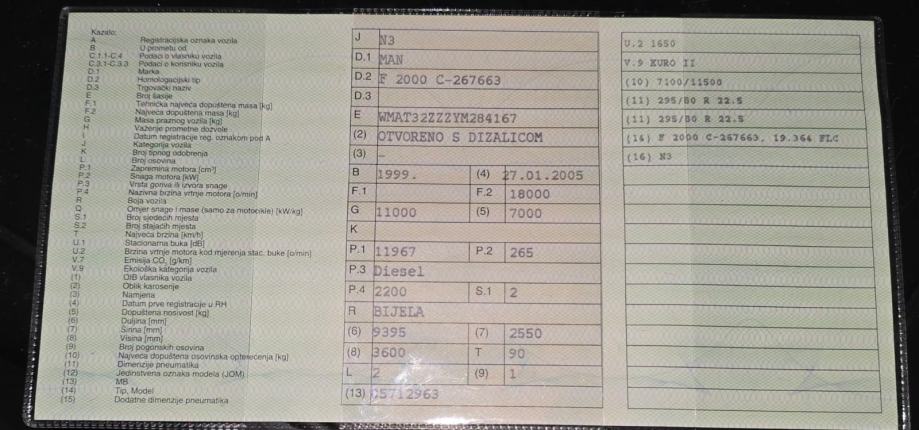 Kazalo:
A Registracijska oznaka vozila
B U prometu od
C.1.1-C.4 Podaci o vlasniku vozila
C.3.1-C.3.3 Podaci o korisniku vozila
D.1 Marka
D.2 Homologacijski tip
D.3 Trgovački naziv
E Broj šasije
F.1 Tehnička najveća dopuštena masa [kg]
F.2 Najveća dopuštena masa [kg]
G Masa praznog vozila [kg]
H Važenje prometne dozvole
I Datum registracije reg. oznakom pod A
J Kategorija vozila
K Broj tipnog odobrenja
L Broj osovina
P.1 Zapremina motora [cm³]
P.2 Snaga motora [kW]
P.3 Vrsta goriva ili izvora snage
P.4 Nazivna brzina vrtnje motora [o/min]
R Boja vozila
Q Omjer snage i mase (samo za motocikle) [kW/kg]
S.1 Broj sjedećih mjesta
S.2 Broj stajaćih mjesta
T Najveća brzina [km/h]
U.1 Stacionarna buka [dB]
U.2 Brzina vrtnje motora kod mjerenja stac. buke [o/min]
V.7 Emisija CO₂ [g/km]
V.9 Ekološka kategorija vozila
(1) OIB vlasnika vozila
(2) Oblik karoserije
(3) Namjena
(4) Datum prve registracije u RH
(5) Dopuštena nosivost [kg]
(6) Duljina [mm]
(7) Širina [mm]
(8) Visina [mm]
(9) Broj pogonskih osovina
(10) Najveća dopuštena osovinska opterećenja [kg]
(11) Dimenzije pneumatika
(12) Jedinstvena oznaka modela (JOM)
(13) MB
(14) Tip, Model
(15) Dodatne dimenzije pneumatika
J N3
D.1 MAN
D.2 F 2000 C-267663
D.3
E WMAT32ZZZYM284167
(2) OTVORENO S DIZALICOM
(3) –
B 1999. (4) 27.01.2005
F.1 F.2 18000
G 11000 (5) 7000
K
P.1 11967 P.2 265
P.3 Diesel
P.4 2200 S.1 2
R BIJELA
(6) 9395 (7) 2550
(8) 3600 T 90
L 2 (9) 1
(13) C5712963
U.2 1650
V.9 EURO II
(10) 7100/11500
(11) 295/80 R 22.5
(11) 295/80 R 22.5
(14) F 2000 C-267663, 19.364 FLC
(16) N3